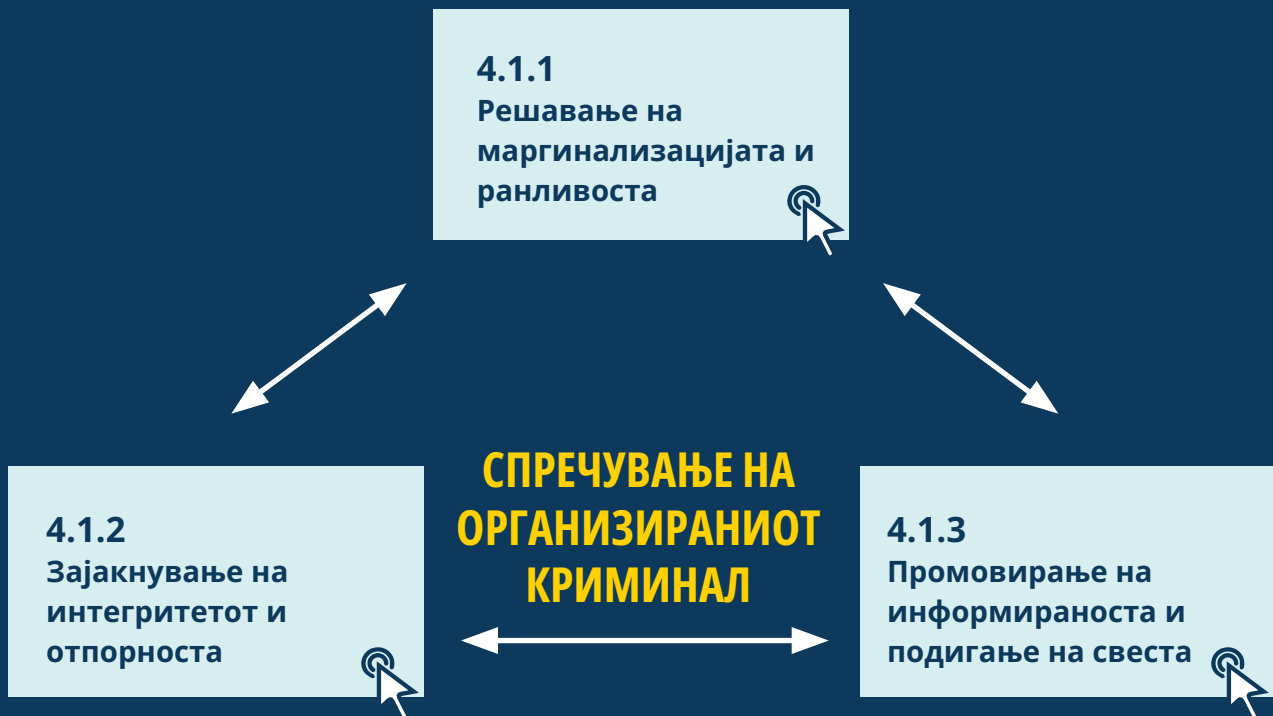 4.1.1
Решавање на
маргинализацијата и
ранливоста
СПРЕЧУВАЊЕ НА
ОРГАНИЗИРАНИОТ
КРИМИНАЛ
4.1.2
Зајакнување на
интегритетот и
отпорноста
4.1.3
Промовирање на
информираноста и
подигање на свеста